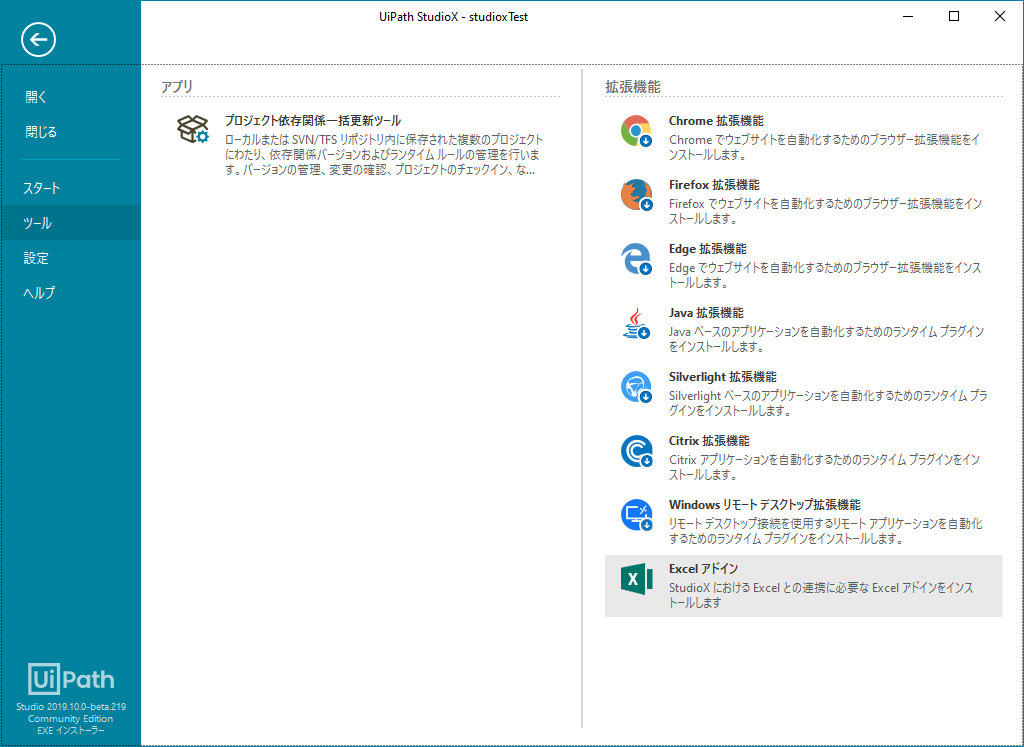 UiPath StudioX - studioxTest
開く
閉じる
スタート
ツール
設定
ヘルプ
UiPath
Studio 2019.10.0-beta.219
Community Edition
EXE インストーラー
アプリ
プロジェクト依存関係一括更新ツール
ローカルまたは SVN/TFS リポジトリ内に保存された複数のプロジェクト
にわたり、依存関係バージョンおよびランタイム ルールの管理を行いま
す。バージョンの管理、変更の確認、プロジェクトのチェックイン、な...
拡張機能
Chrome 拡張機能
Chrome でウェブサイトを自動化するためのブラウザー拡張機能をイ
ンストールします。
Firefox 拡張機能
Firefox でウェブサイトを自動化するためのブラウザー拡張機能をイン
ストールします。
Edge 拡張機能
Edge でウェブサイトを自動化するためのブラウザー拡張機能をインス
トールします。
Java 拡張機能
Java ベースのアプリケーションを自動化するためのランタイム プラグイン
をインストールします。
Silverlight 拡張機能
Silverlight ベースのアプリケーションを自動化するためのランタイム プラ
グインをインストールします。
Citrix 拡張機能
Citrix アプリケーションを自動化するためのランタイム プラグインをイン
ストールします。
Windows リモート デスクトップ拡張機能
リモート デスクトップ接続を使用するリモート アプリケーションを自動化
するためのランタイム プラグインをインストールします。
Excel アドイン
StudioX における Excel との連携に必要な Excel アドインをインス
トールします